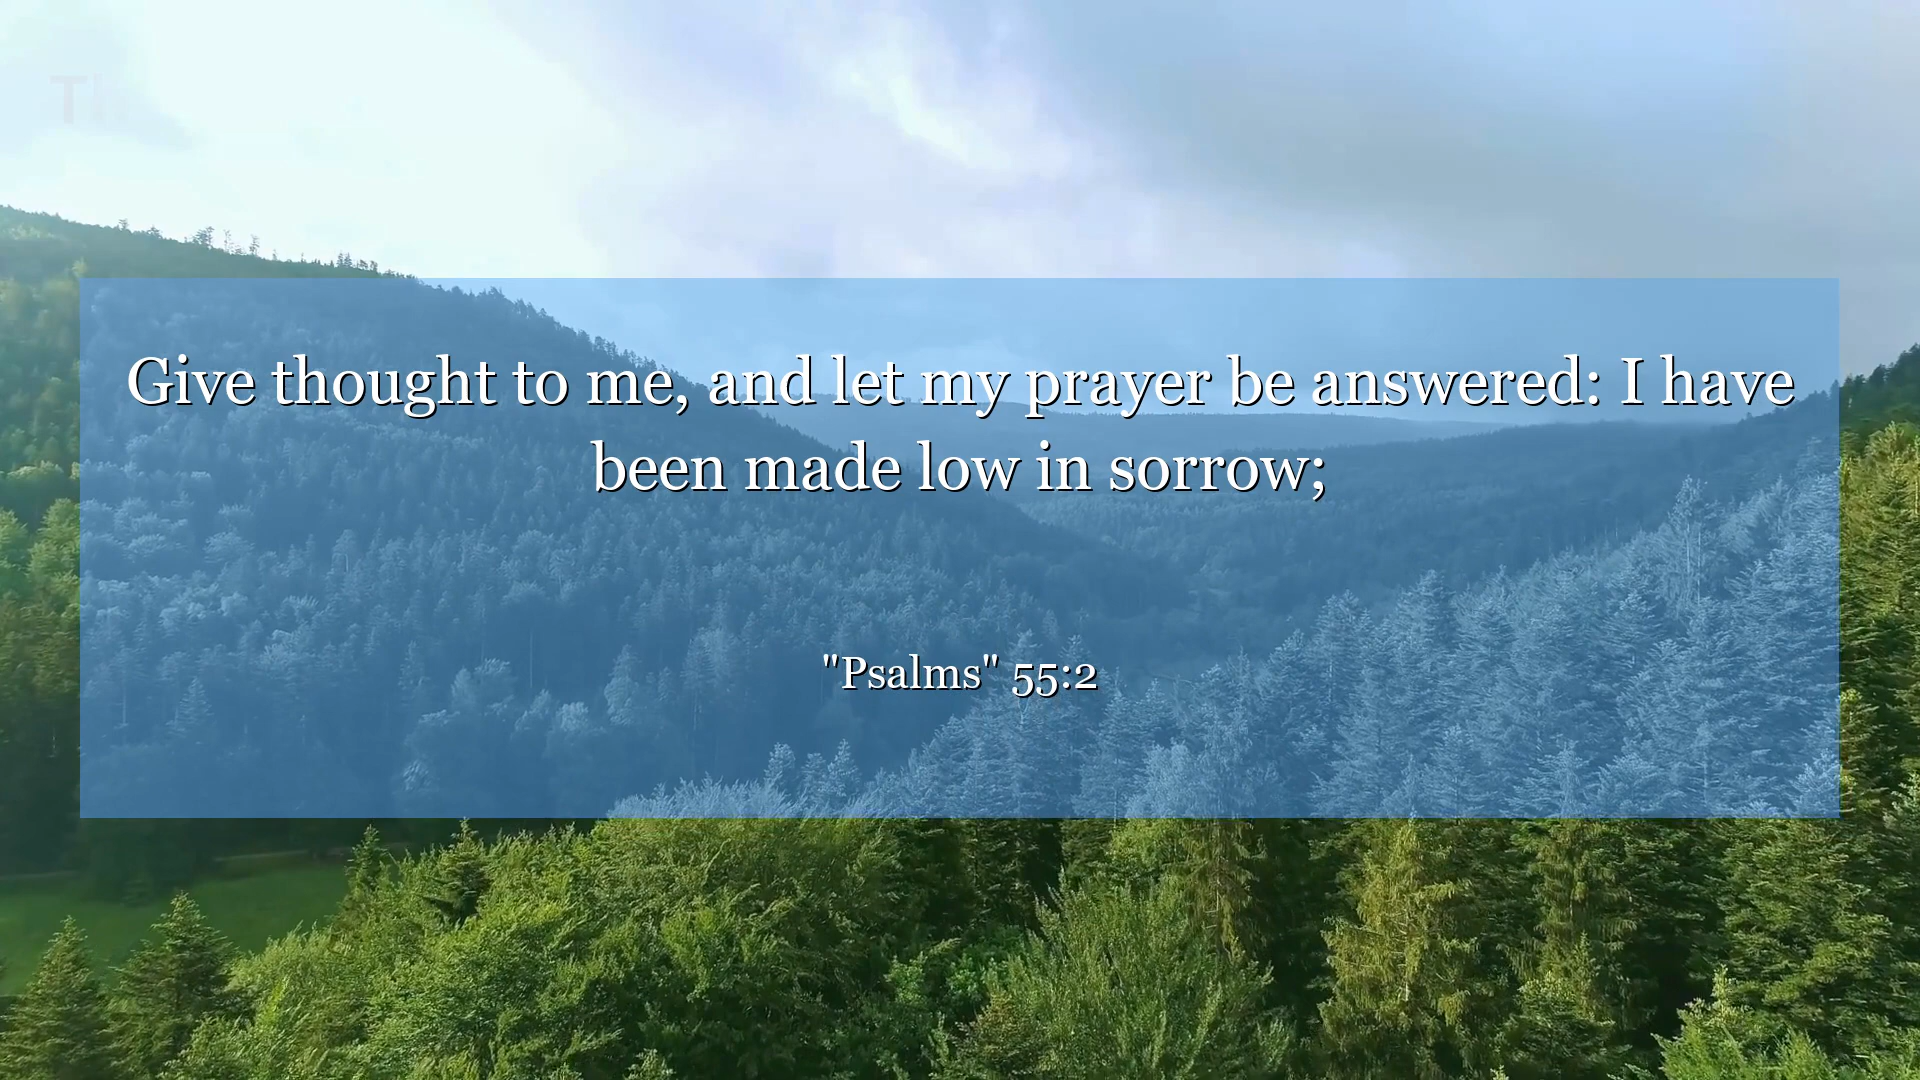 Give thought to me, and let my prayer be answered: I have
been made low in sorrow;
"Psalms" 55:2